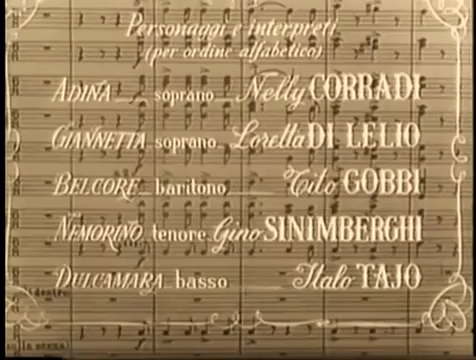 Personaggi e interpreti
(per ordine alfabetico)
ADINA soprano Nelly CORRADI
GIANNETTA soprano Loretta DI LELIO
BELCORE baritono Tito GOBBI
NEMORINO tenore Gino SINIMBERGHI
DULCAMARA basso Italo TAJO